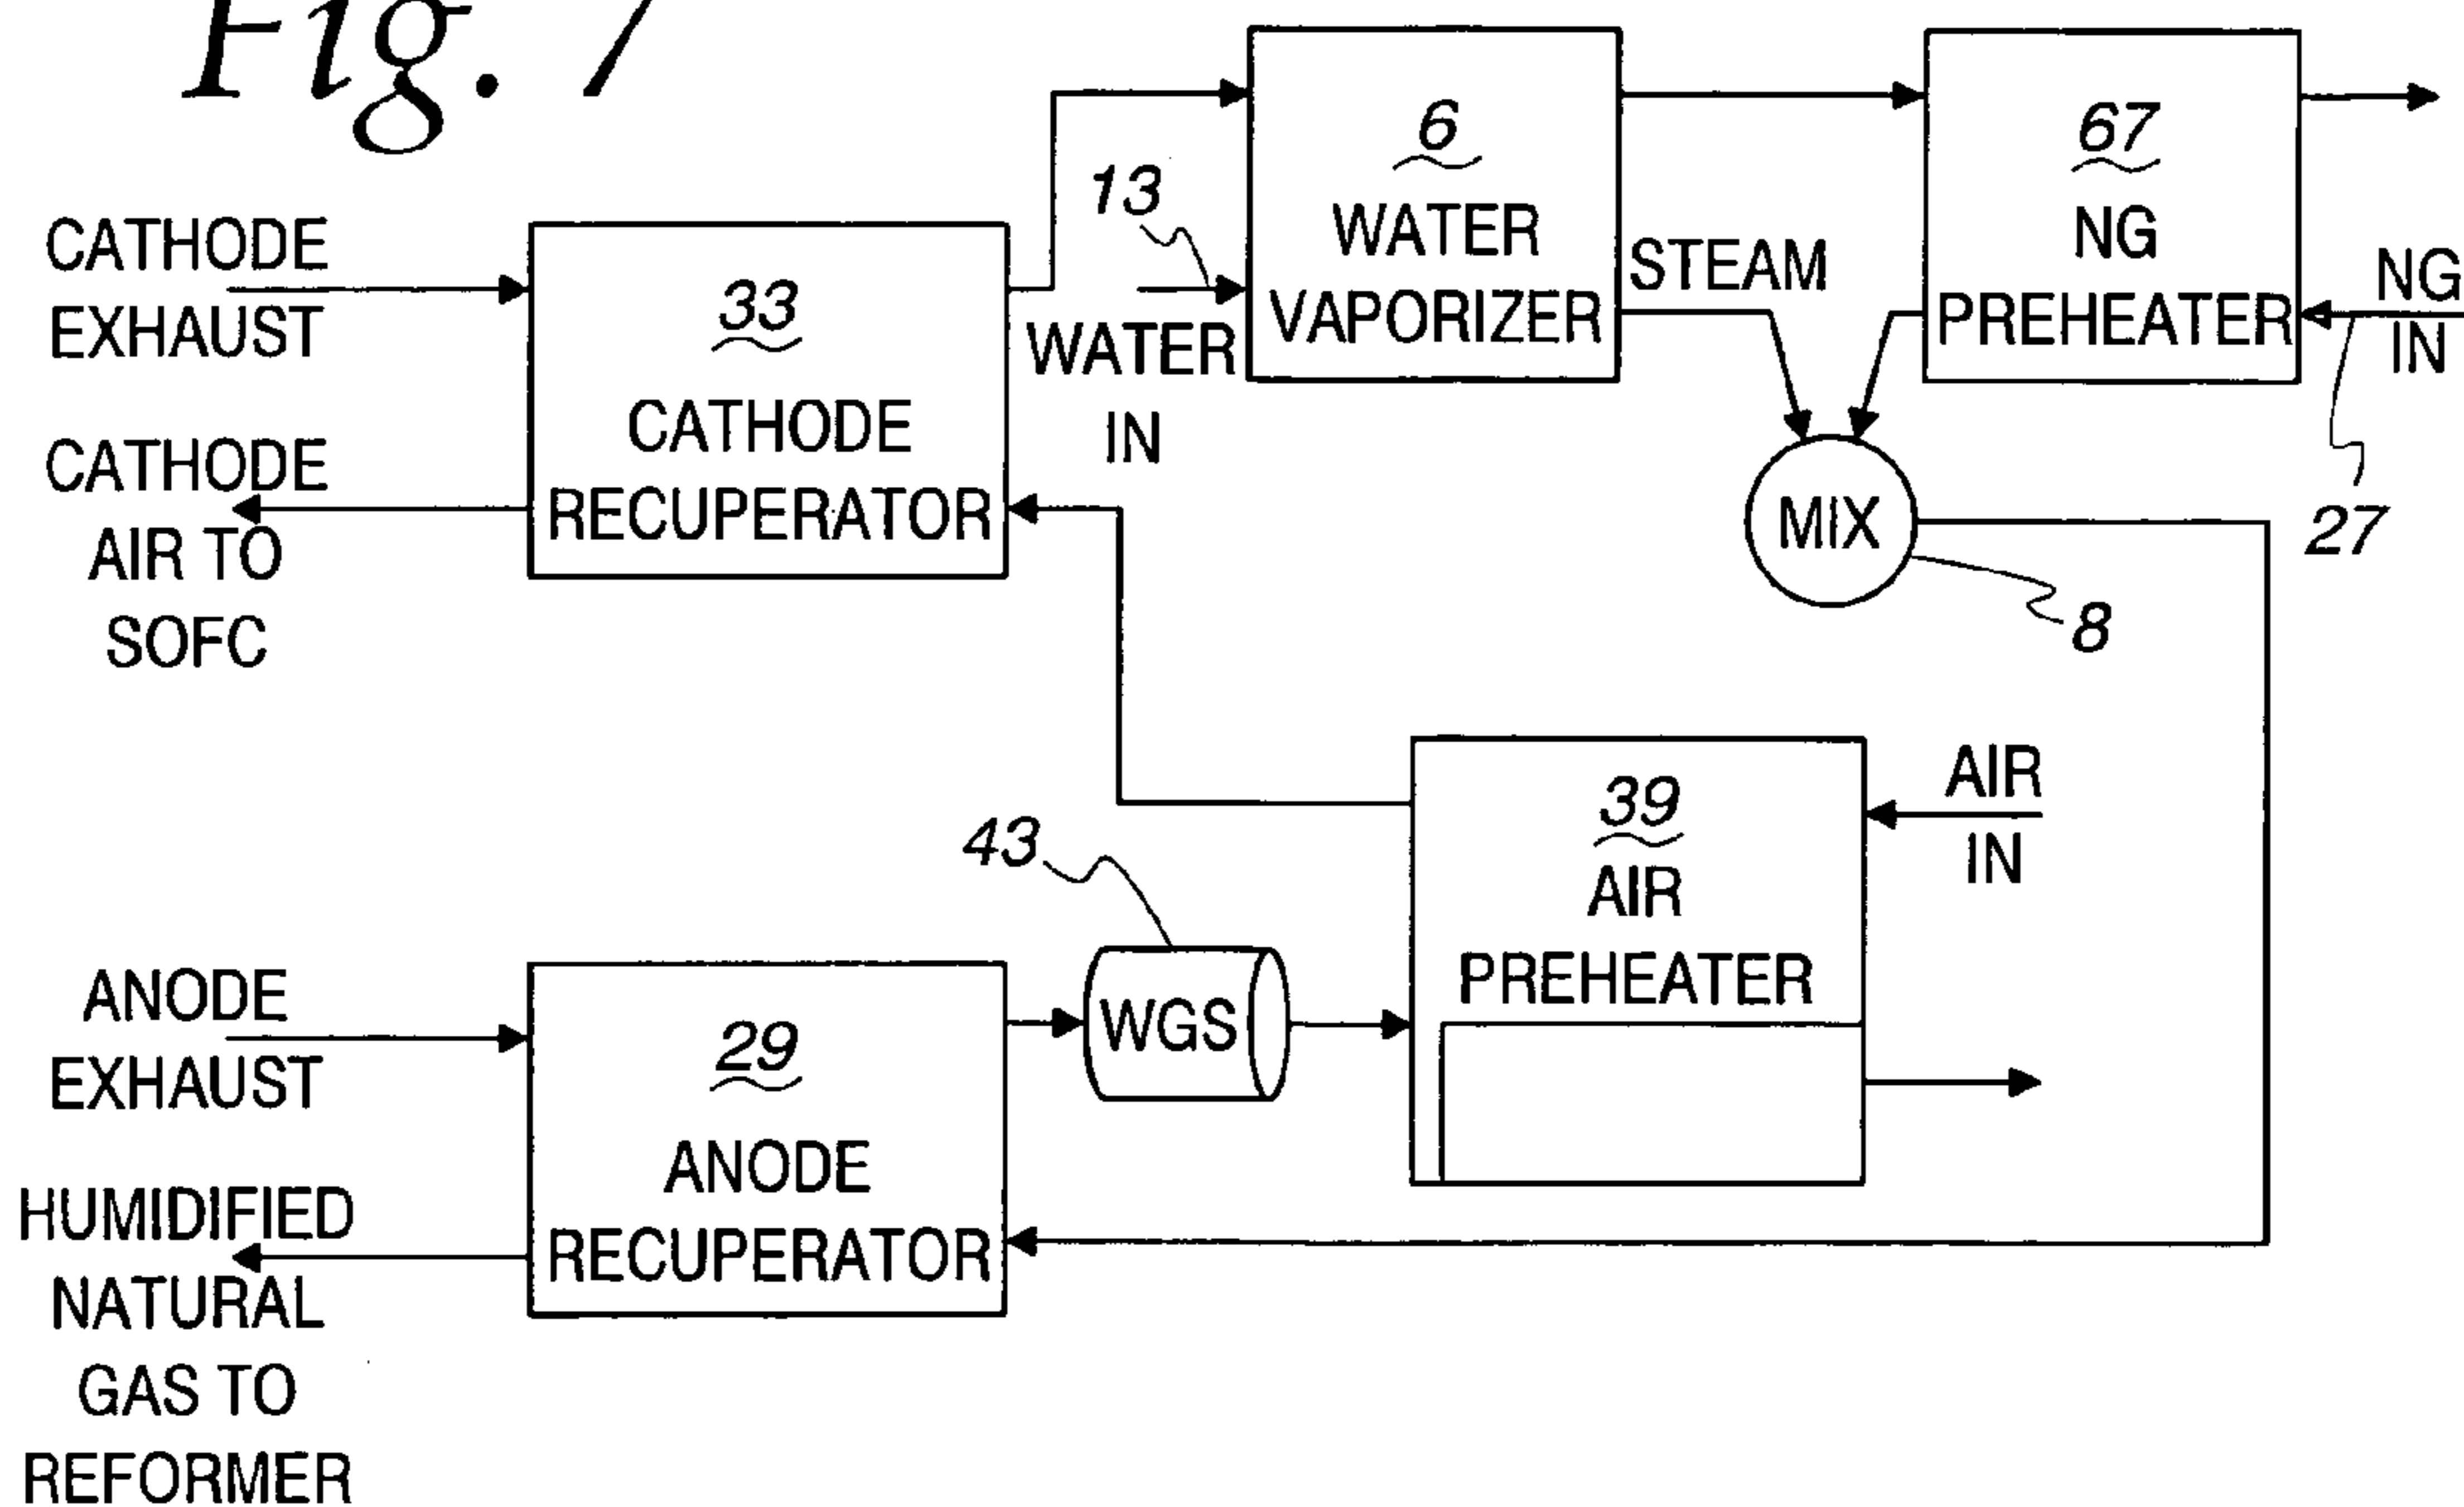 Fig. 7
6
WATER
VAPORIZER
67
NG
PREHEATER
13
WATER
IN
STEAM
NG
IN
27
CATHODE
EXHAUST
33
CATHODE
RECUPERATOR
CATHODE
AIR TO
SOFC
MIX
8
39
AIR
PREHEATER
AIR
IN
43
WGS
ANODE
EXHAUST
29
ANODE
RECUPERATOR
HUMIDIFIED
NATURAL
GAS TO
REFORMER